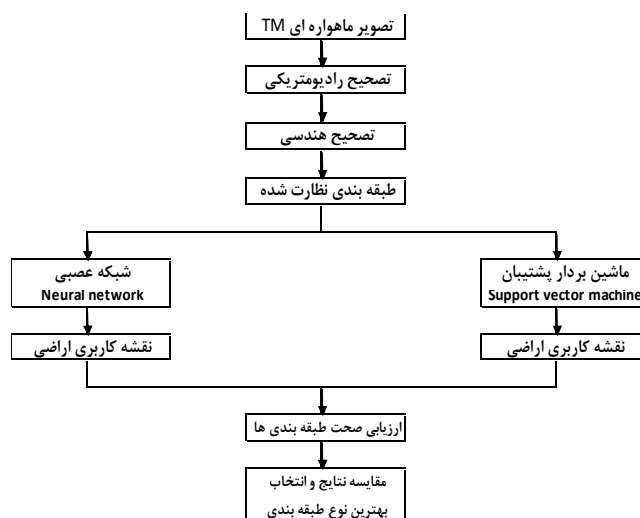 تصویر ماهواره ای TM
تصحیح رادیومتریکی
تصحیح هندسی
طبقه بندی نظارت شده
ماشین بردار پشتیبان
Support vector machine
شبکه عصبی
Neural network
نقشه کاربری اراضی
نقشه کاربری اراضی
ارزیابی صحت طبقه بندی ها
مقایسه نتایج و انتخاب
بهترین نوع طبقه بندی